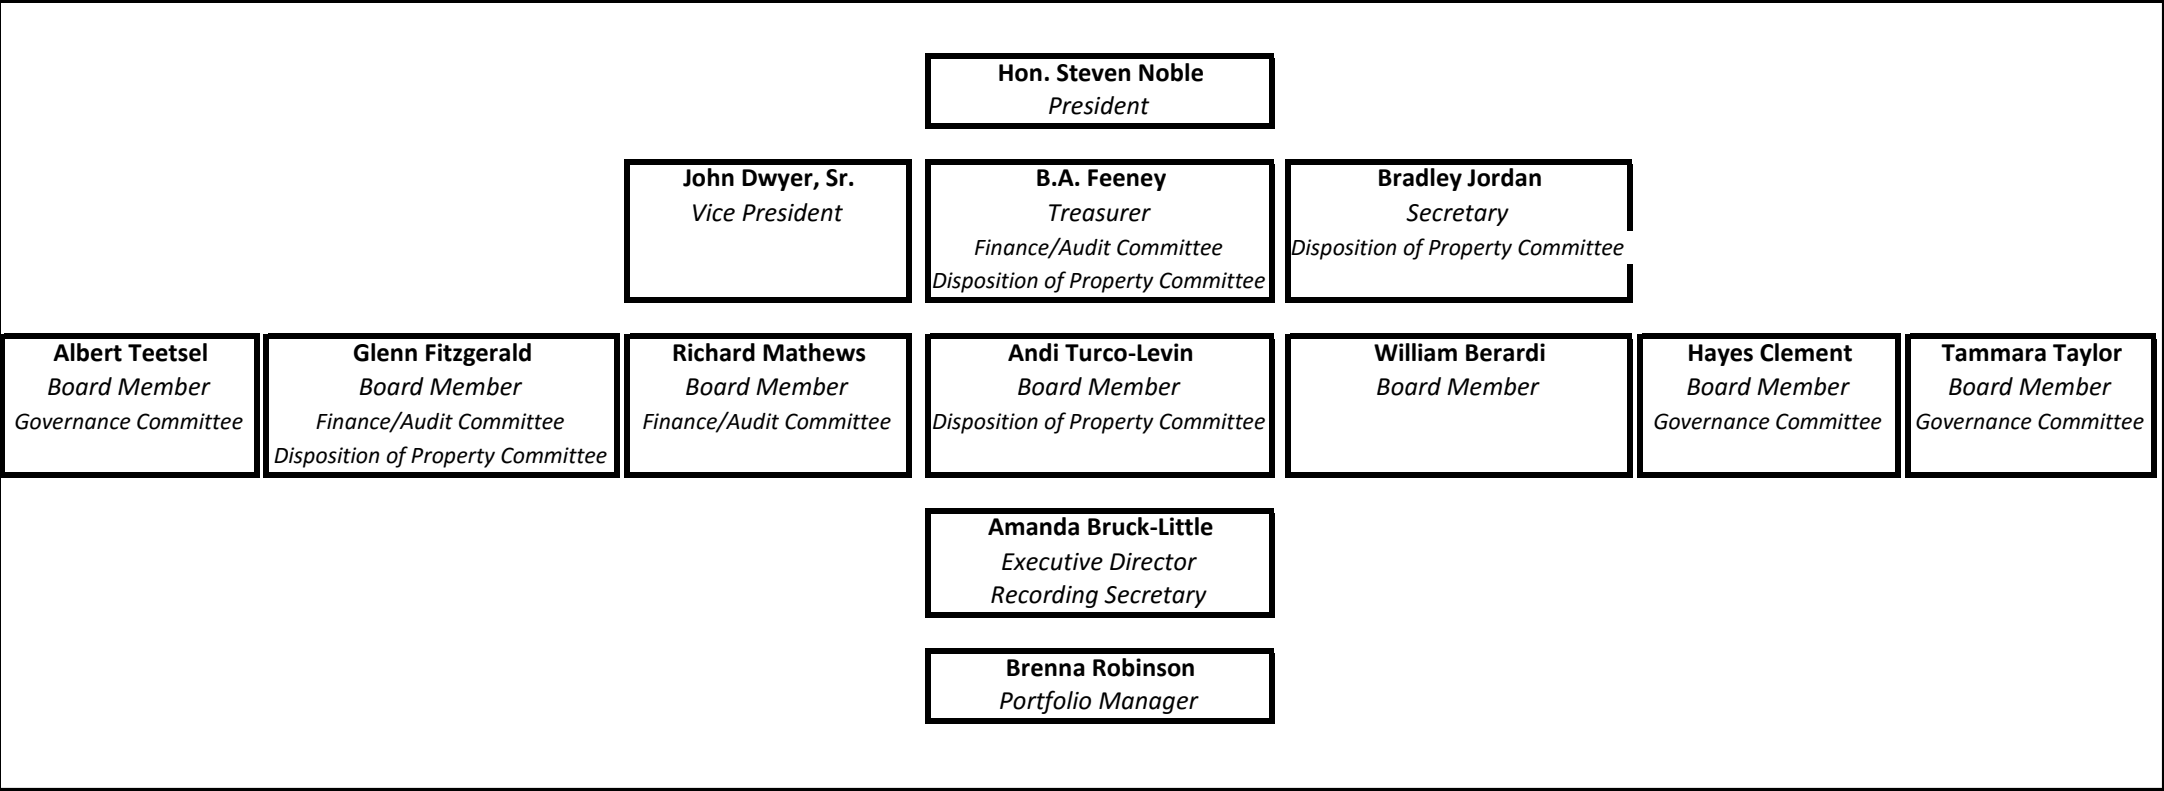 Hon. Steven Noble
President
John Dwyer, Sr.
Vice President
B.A. Feeney
Treasurer
Finance/Audit Committee
Disposition of Property Committee
Bradley Jordan
Secretary
Disposition of Property Committee
Albert Teetsel
Board Member
Governance Committee
Glenn Fitzgerald
Board Member
Finance/Audit Committee
Disposition of Property Committee
Richard Mathews
Board Member
Finance/Audit Committee
Andi Turco-Levin
Board Member
Disposition of Property Committee
William Berardi
Board Member
Hayes Clement
Board Member
Governance Committee
Tammara Taylor
Board Member
Governance Committee
Amanda Bruck-Little
Executive Director
Recording Secretary
Brenna Robinson
Portfolio Manager